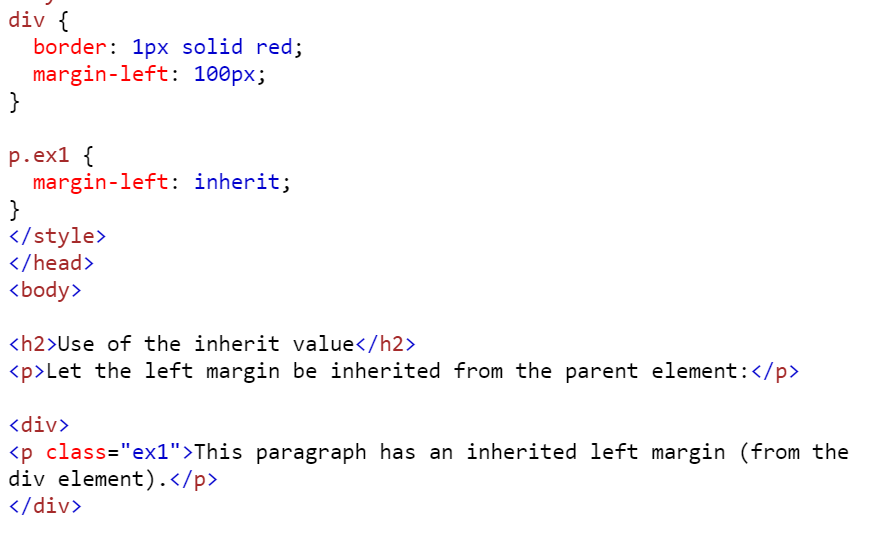 div {
  border: 1px solid red;
  margin-left: 100px;
}

p.ex1 {
  margin-left: inherit;
}
</style>
</head>
<body>

<h2>Use of the inherit value</h2>
<p>Let the left margin be inherited from the parent element:</p>

<div>
<p class="ex1">This paragraph has an inherited left margin (from the
div element).</p>
</div>